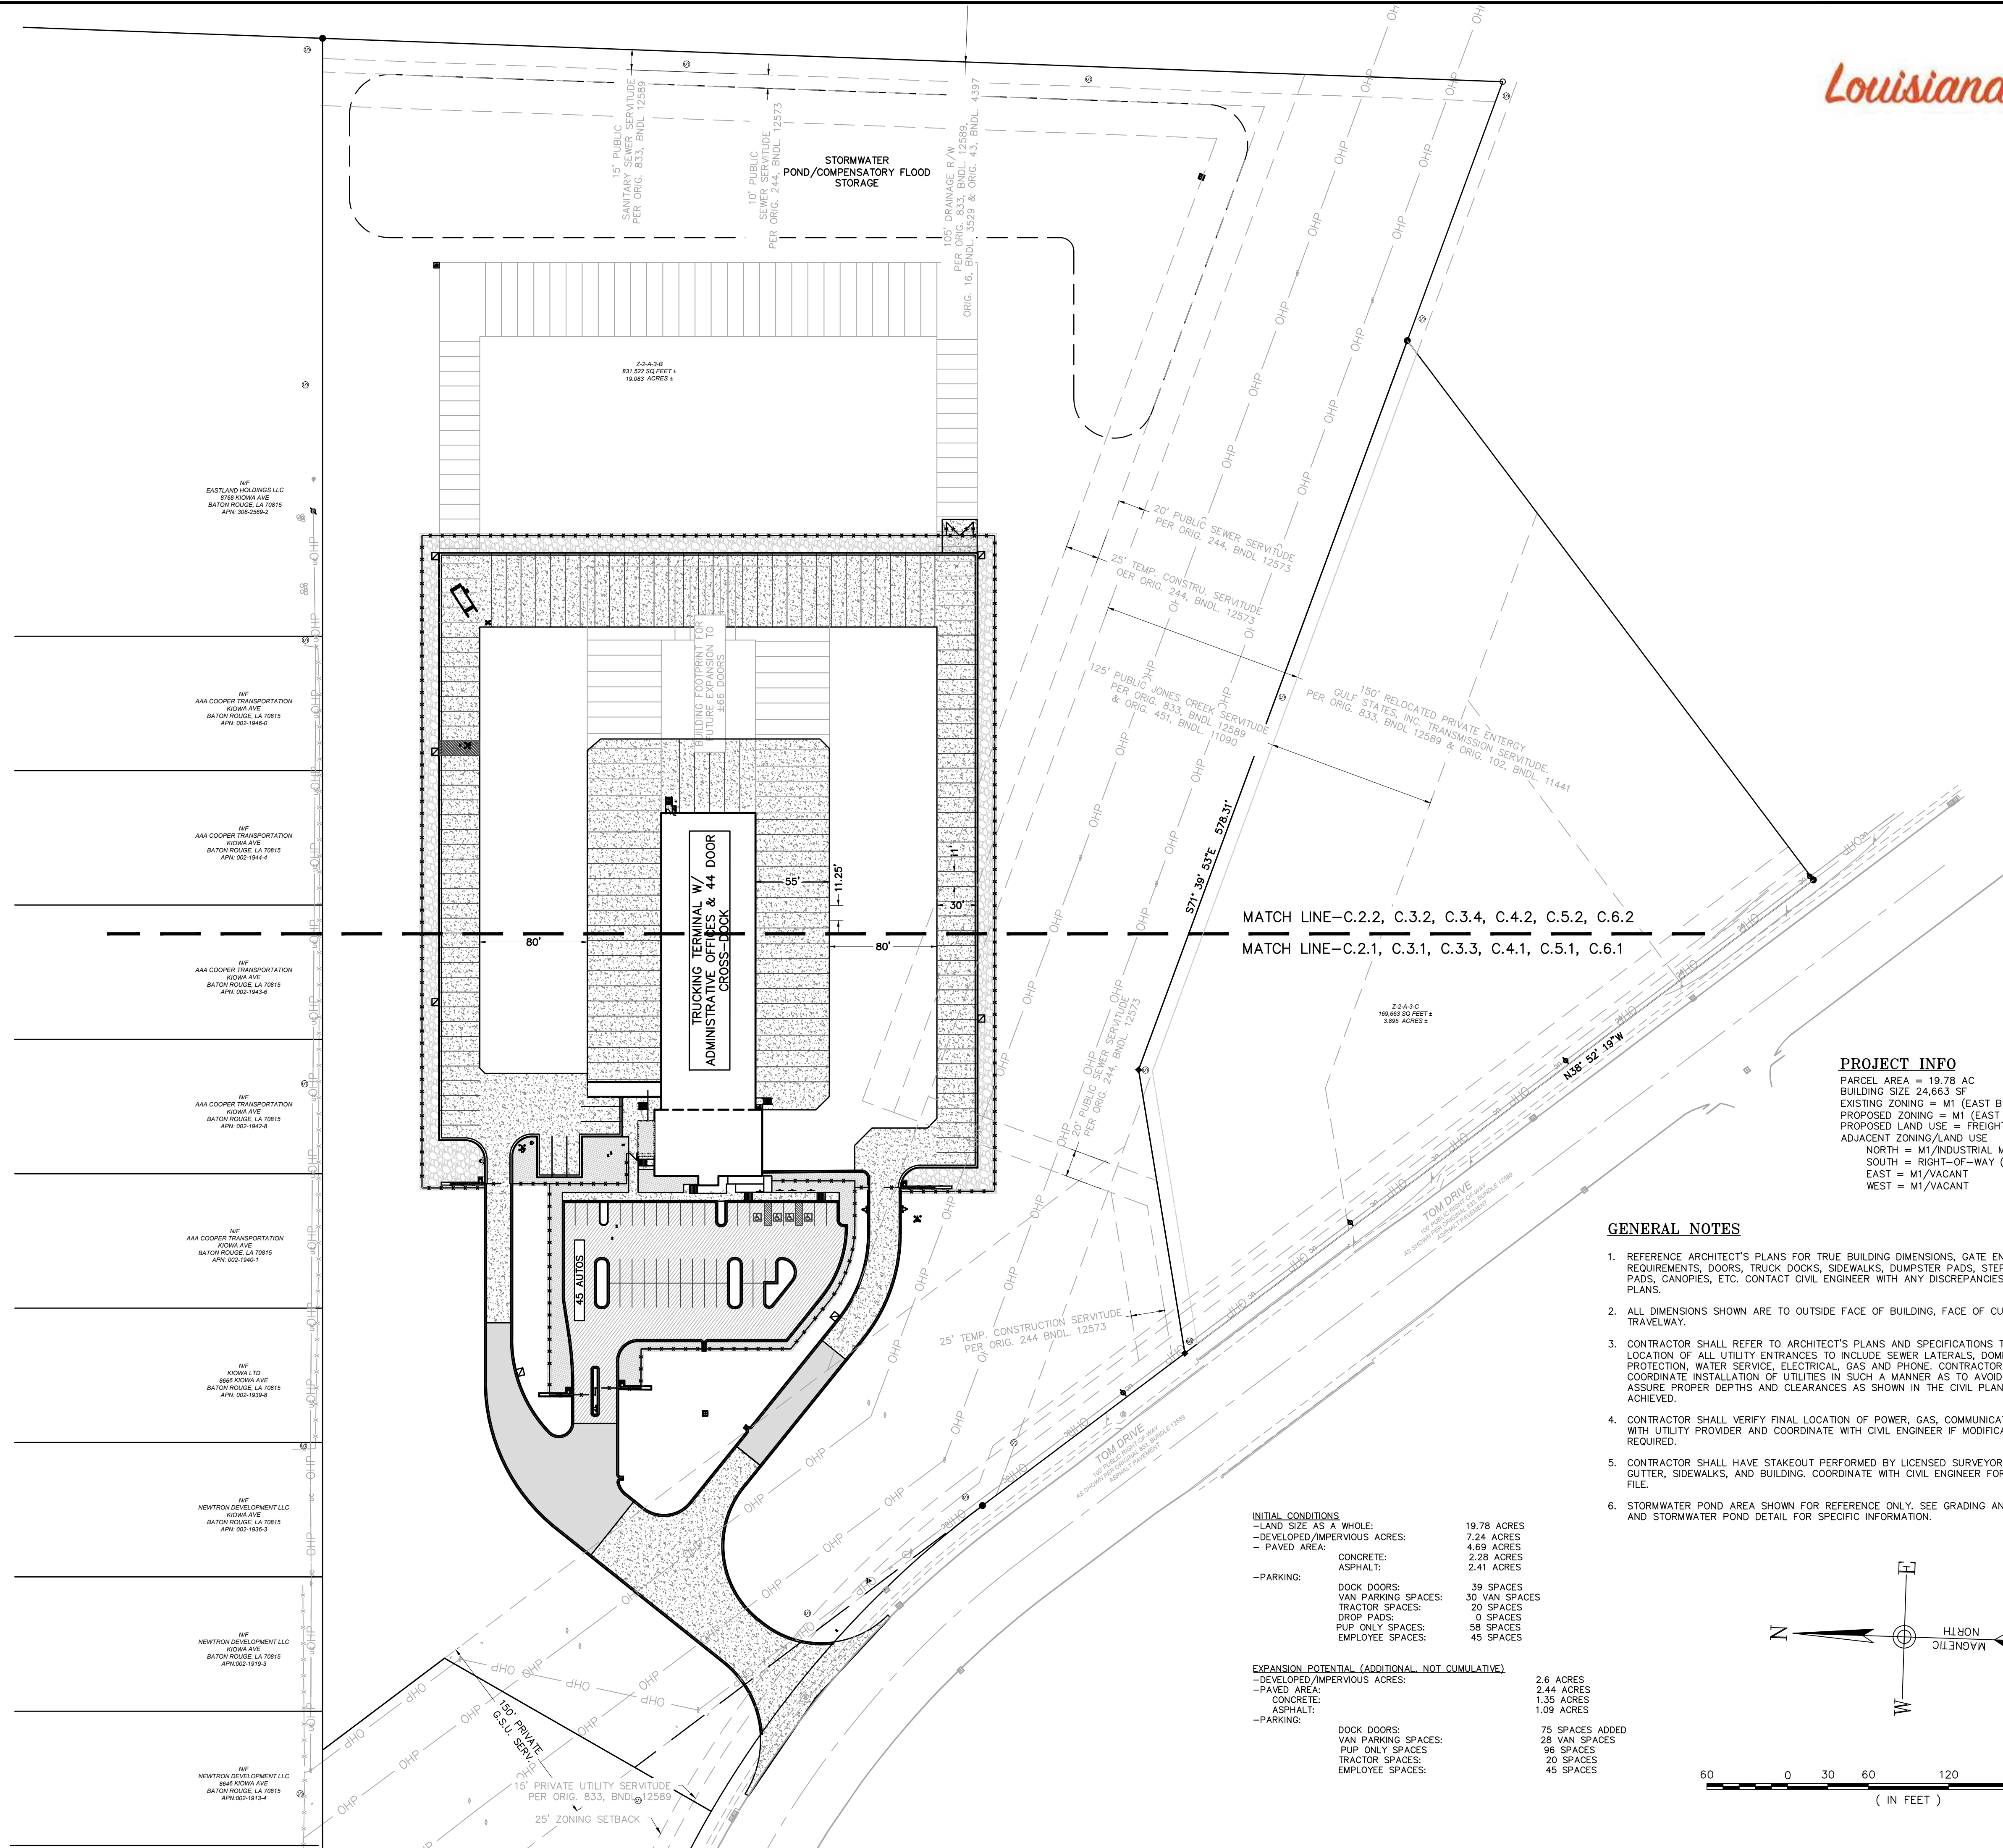 Louisiana
15' PUBLIC
SANITARY SEWER SERVITUDE
PER ORIG. 833, BNDL 12589
10' PUBLIC
SEWER SERVITUDE
PER ORIG. 244, BNDL. 12573
STORMWATER
POND/COMPENSATORY FLOOD
STORAGE
105' DRAINAGE R/W
PER ORIG. 833, BNDL. 12589,
ORIG. 16, BNDL. 3529 & ORIG. 43, BNDL. 4397
Z-2-A-3-B
831,522 SQ FEET ±
19.083 ACRES ±
N/F
EASTLAND HOLDINGS LLC
8768 KIOWA AVE
BATON ROUGE, LA 70815
APN: 308-2569-2
N/F
AAA COOPER TRANSPORTATION
KIOWA AVE
BATON ROUGE, LA 70815
APN: 002-1946-0
N/F
AAA COOPER TRANSPORTATION
KIOWA AVE
BATON ROUGE, LA 70815
APN: 002-1944-4
N/F
AAA COOPER TRANSPORTATION
KIOWA AVE
BATON ROUGE, LA 70815
APN: 002-1943-6
N/F
AAA COOPER TRANSPORTATION
KIOWA AVE
BATON ROUGE, LA 70815
APN: 002-1942-8
N/F
AAA COOPER TRANSPORTATION
KIOWA AVE
BATON ROUGE, LA 70815
APN: 002-1940-1
N/F
KIOWA LTD
8666 KIOWA AVE
BATON ROUGE, LA 70815
APN: 002-1939-8
N/F
NEWTRON DEVELOPMENT LLC
KIOWA AVE
BATON ROUGE, LA 70815
APN: 002-1936-3
N/F
NEWTRON DEVELOPMENT LLC
KIOWA AVE
BATON ROUGE, LA 70815
APN:002-1919-3
N/F
NEWTRON DEVELOPMENT LLC
8646 KIOWA AVE
BATON ROUGE, LA 70815
APN:002-1913-4
20' PUBLIC SEWER SERVITUDE
PER ORIG. 244, BNDL 12573
25' TEMP. CONSTRU. SERVITUDE
OER ORIG. 244, BNDL. 12573
125' PUBLIC JONES CREEK SERVITUDE
PER ORIG. 833, BNDL 12589
& ORIG. 451, BNDL. 11090
150' RELOCATED PRIVATE ENTERGY
GULF STATES, INC. TRANSMISSION SERVITUDE.
PER ORIG. 833, BNDL 12589 & ORIG. 102, BNDL. 11441
BUILDING FOOTPRINT FOR
FUTURE EXPANSION TO
±66 DOORS
TRUCKING TERMINAL W/
ADMINISTRATIVE OFFICES & 44 DOOR
CROSS-DOCK
55'
11.25'
11'
30'
80'
80'
S71° 39' 53"E 578.31'
MATCH LINE-C.2.2, C.3.2, C.3.4, C.4.2, C.5.2, C.6.2
MATCH LINE-C.2.1, C.3.1, C.3.3, C.4.1, C.5.1, C.6.1
Z-2-A-3-C
169,663 SQ FEET ±
3.895 ACRES ±
N38° 52' 19"W
20' PUBLIC SEWER SERVITUDE
PER ORIG. 244, BNDL 12573
TOM DRIVE
100' PUBLIC RIGHT-OF-WAY
AS SHOWN PER ORIGINAL 833, BUNDLE 12589
ASPHALT PAVEMENT
45 AUTOS
25' TEMP. CONSTRUCTION SERVITUDE
PER ORIG. 244 BNDL. 12573
TOM DRIVE
100' PUBLIC RIGHT-OF-WAY
AS SHOWN PER ORIGINAL 833, BUNDLE 12589
ASPHALT PAVEMENT
150' PRIVATE
G.S.U. SERV.
15' PRIVATE UTILITY SERVITUDE
PER ORIG. 833, BNDL 12589
25' ZONING SETBACK
OHP
PROJECT INFO
PARCEL AREA = 19.78 AC
BUILDING SIZE 24,663 SF
EXISTING ZONING = M1 (EAST B
PROPOSED ZONING = M1 (EAST
PROPOSED LAND USE = FREIGHT
ADJACENT ZONING/LAND USE
NORTH = M1/INDUSTRIAL M
SOUTH = RIGHT-OF-WAY (
EAST = M1/VACANT
WEST = M1/VACANT
GENERAL NOTES
1. REFERENCE ARCHITECT'S PLANS FOR TRUE BUILDING DIMENSIONS, GATE EN
REQUIREMENTS, DOORS, TRUCK DOCKS, SIDEWALKS, DUMPSTER PADS, STEP
PADS, CANOPIES, ETC. CONTACT CIVIL ENGINEER WITH ANY DISCREPANCIES
PLANS.
2. ALL DIMENSIONS SHOWN ARE TO OUTSIDE FACE OF BUILDING, FACE OF CU
TRAVELWAY.
3. CONTRACTOR SHALL REFER TO ARCHITECT'S PLANS AND SPECIFICATIONS T
LOCATION OF ALL UTILITY ENTRANCES TO INCLUDE SEWER LATERALS, DOM
PROTECTION, WATER SERVICE, ELECTRICAL, GAS AND PHONE. CONTRACTOR
COORDINATE INSTALLATION OF UTILITIES IN SUCH A MANNER AS TO AVOID
ASSURE PROPER DEPTHS AND CLEARANCES AS SHOWN IN THE CIVIL PLAN
ACHIEVED.
4. CONTRACTOR SHALL VERIFY FINAL LOCATION OF POWER, GAS, COMMUNICA
WITH UTILITY PROVIDER AND COORDINATE WITH CIVIL ENGINEER IF MODIFICA
REQUIRED.
5. CONTRACTOR SHALL HAVE STAKEOUT PERFORMED BY LICENSED SURVEYOR
GUTTER, SIDEWALKS, AND BUILDING. COORDINATE WITH CIVIL ENGINEER FOR
FILE.
6. STORMWATER POND AREA SHOWN FOR REFERENCE ONLY. SEE GRADING AN
AND STORMWATER POND DETAIL FOR SPECIFIC INFORMATION.
INITIAL CONDITIONS
-LAND SIZE AS A WHOLE: 19.78 ACRES
-DEVELOPED/IMPERVIOUS ACRES: 7.24 ACRES
- PAVED AREA: 4.69 ACRES
CONCRETE: 2.28 ACRES
ASPHALT: 2.41 ACRES
-PARKING:
DOCK DOORS: 39 SPACES
VAN PARKING SPACES: 30 VAN SPACES
TRACTOR SPACES: 20 SPACES
DROP PADS: 0 SPACES
PUP ONLY SPACES: 58 SPACES
EMPLOYEE SPACES: 45 SPACES
EXPANSION POTENTIAL (ADDITIONAL, NOT CUMULATIVE)
-DEVELOPED/IMPERVIOUS ACRES: 2.6 ACRES
-PAVED AREA: 2.44 ACRES
CONCRETE: 1.35 ACRES
ASPHALT: 1.09 ACRES
-PARKING:
DOCK DOORS: 75 SPACES ADDED
VAN PARKING SPACES: 28 VAN SPACES
PUP ONLY SPACES 96 SPACES
TRACTOR SPACES: 20 SPACES
EMPLOYEE SPACES: 45 SPACES
E
N
MAGNETIC
NORTH
W
60 0 30 60 120
( IN FEET )